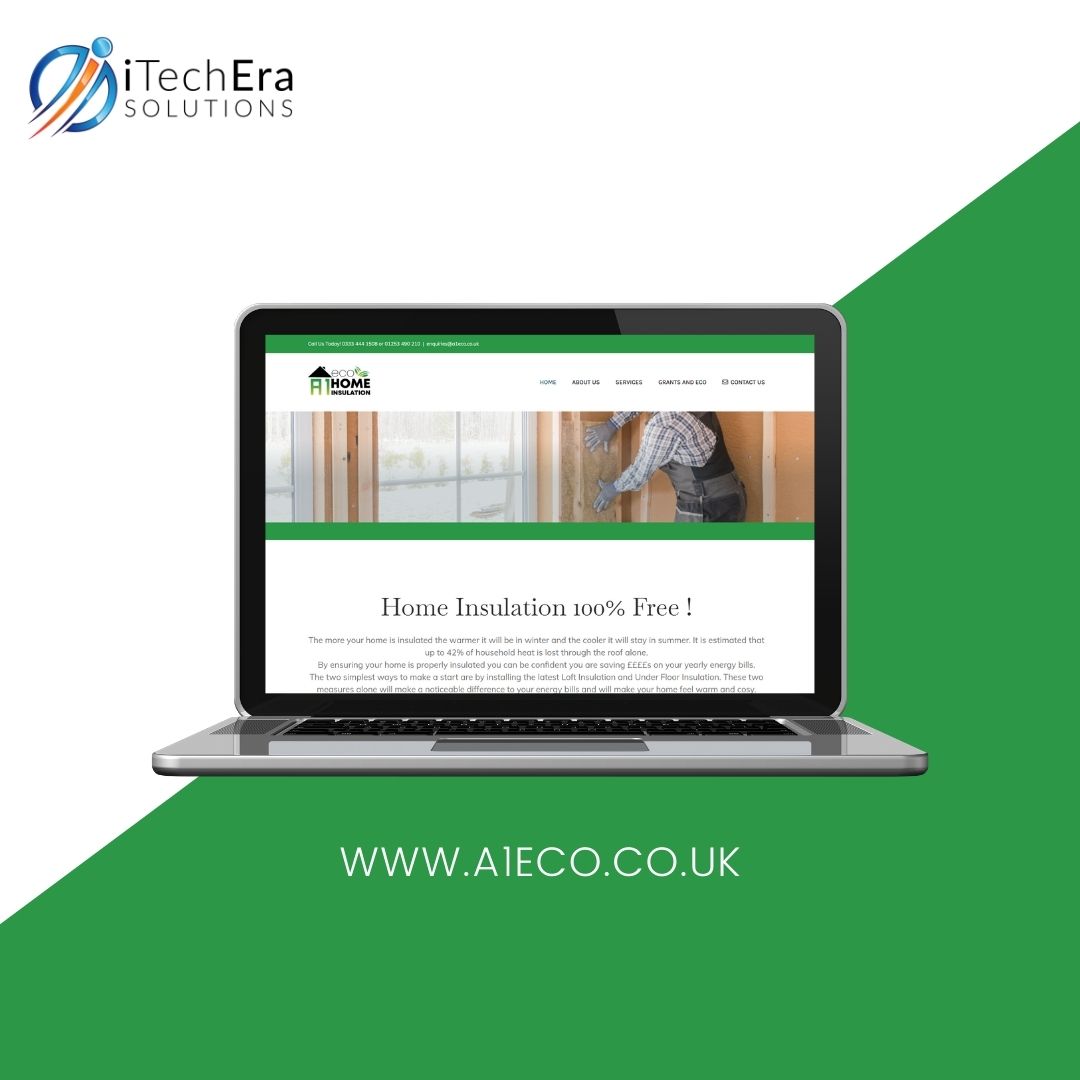 iTechEra
SOLUTIONS
Call Us Today! 0333 444 1508 or 01253 490 210 | enquiries@a1eco.co.uk
eco
A1 HOME
INSULATION
HOME ABOUT US SERVICES GRANTS AND ECO CONTACT US
Home Insulation 100% Free !
The more your home is insulated the warmer it will be in winter and the cooler it will stay in summer. It is estimated that
up to 42% of household heat is lost through the roof alone.
By ensuring your home is properly insulated you can be confident you are saving ££££s on your yearly energy bills.
The two simplest ways to make a start are by installing the latest Loft Insulation and Under Floor Insulation. These two
measures alone will make a noticeable difference to your energy bills and will make your home feel warm and cosy.
WWW.A1ECO.CO.UK